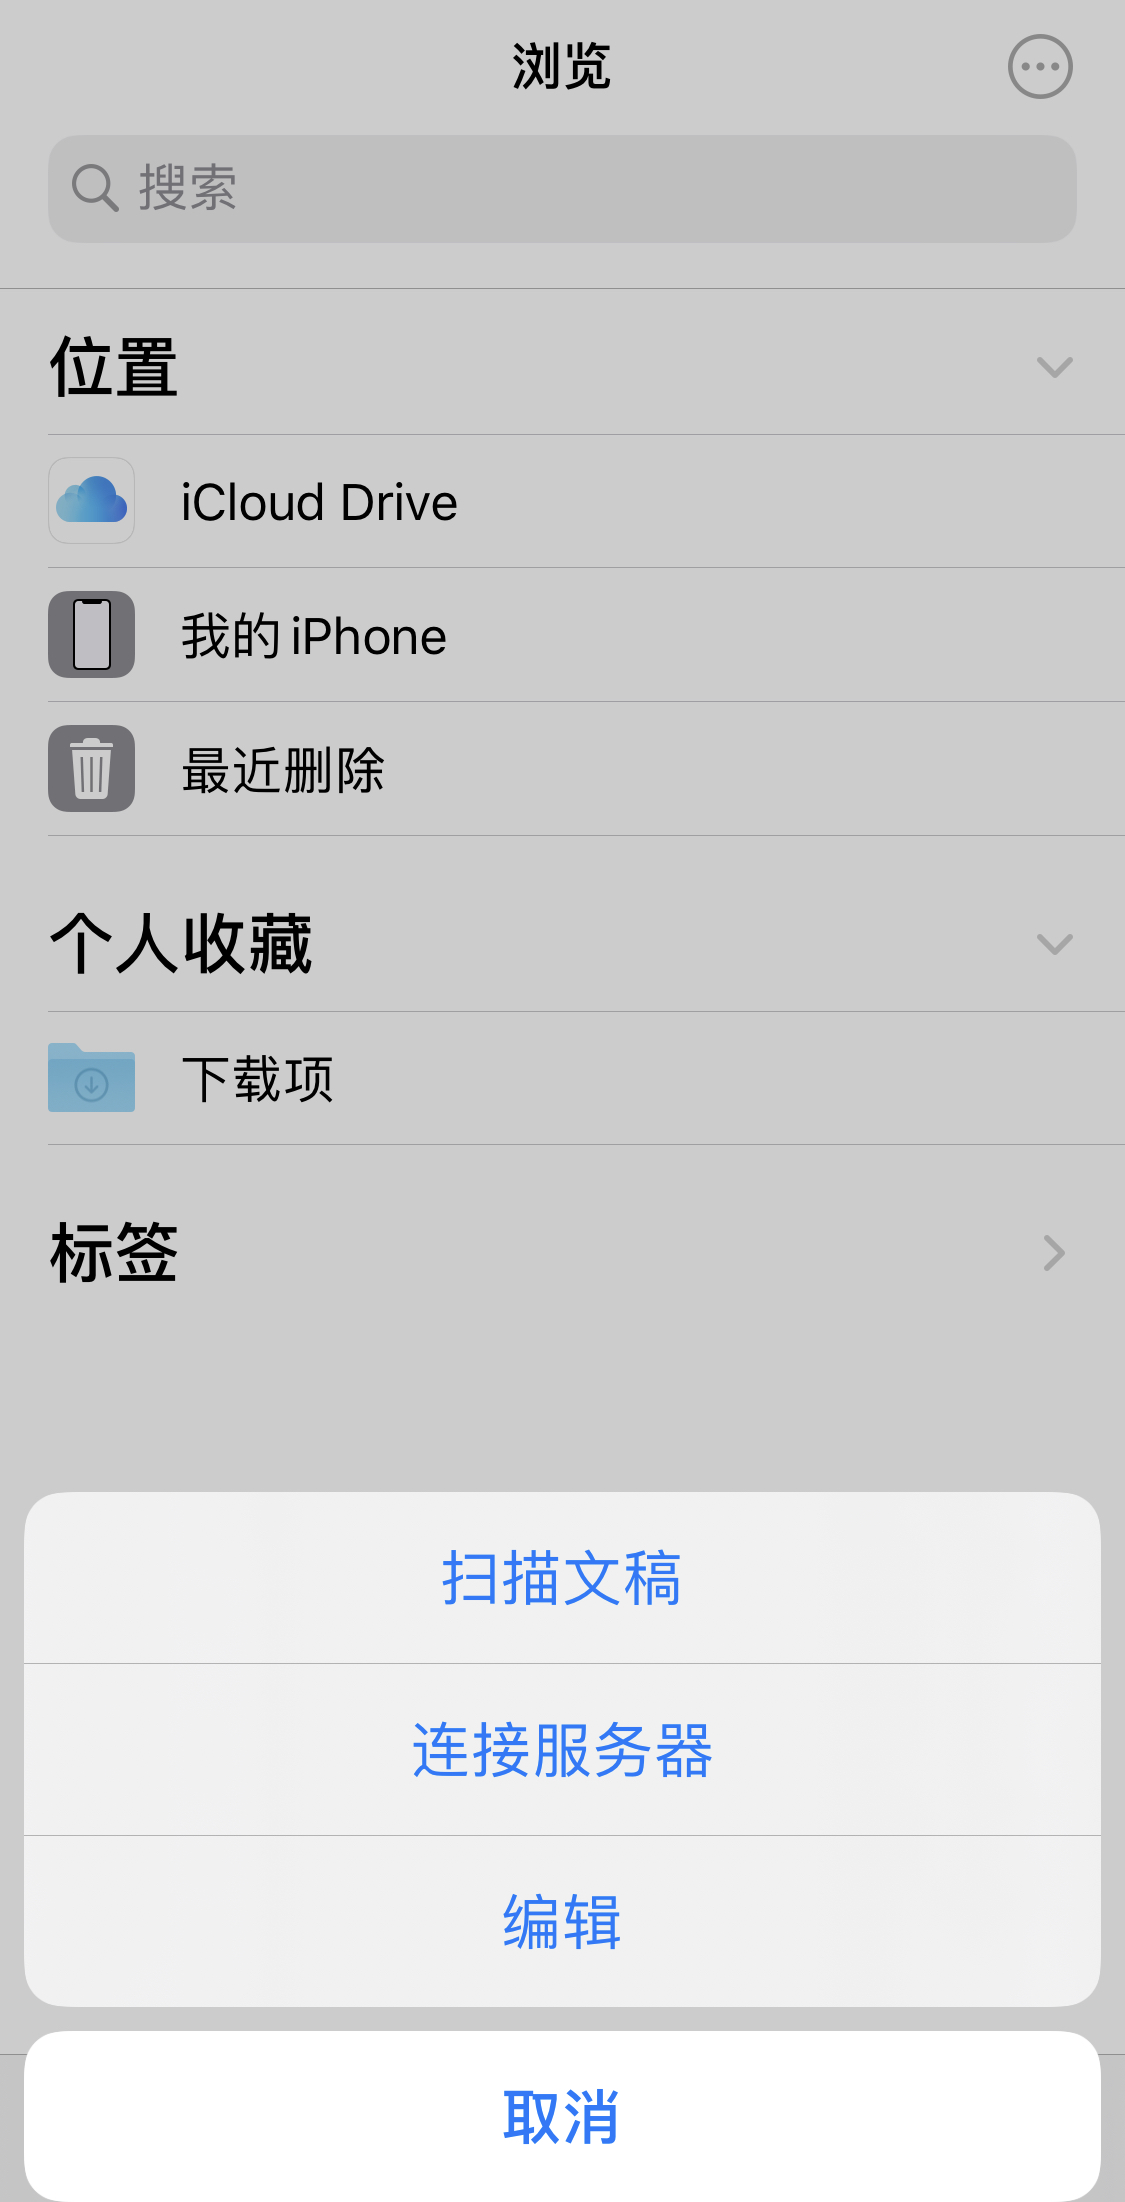 浏览
搜索
位置
iCloud Drive
我的 iPhone
最近删除
个人收藏
下载项
标签
扫描文稿
连接服务器
编辑
取消